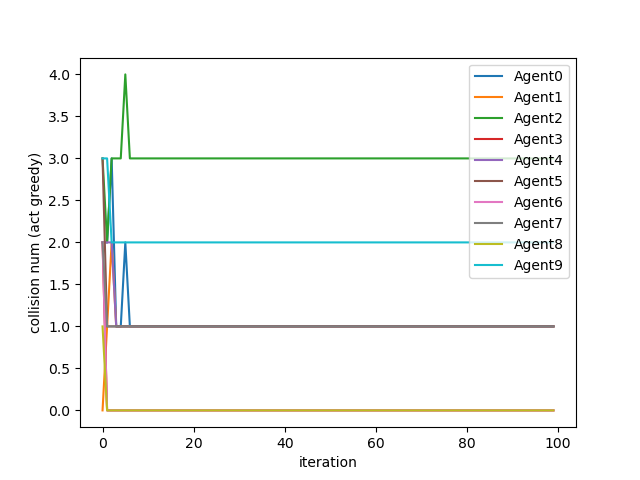 4.0
3.5
3.0
2.5
2.0
1.5
1.0
0.5
0.0
collision num (act greedy)
0
20
40
60
80
100
iteration
Agent0
Agent1
Agent2
Agent3
Agent4
Agent5
Agent6
Agent7
Agent8
Agent9